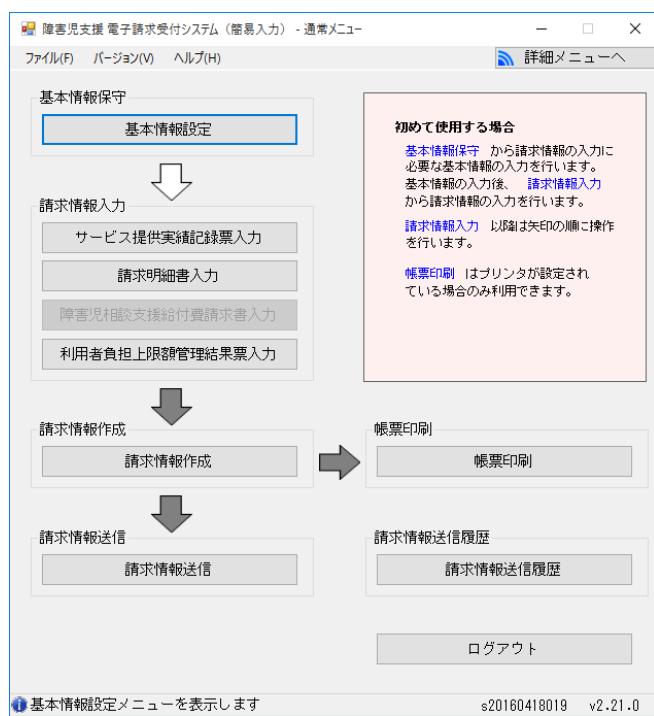 障害児支援 電子請求受付システム（簡易入力） - 通常メニュー
ファイル(F) バージョン(V) ヘルプ(H)
詳細メニューへ
基本情報保守
基本情報設定
初めて使用する場合
基本情報保守 から請求情報の入力に
必要な基本情報の入力を行います。
基本情報の入力後、 請求情報入力
から請求情報の入力を行います。
請求情報入力 以降は矢印の順に操作
を行います。
帳票印刷 はプリンタが設定され
ている場合のみ利用できます。
請求情報入力
サービス提供実績記録票入力
請求明細書入力
障害児相談支援給付費請求書入力
利用者負担上限額管理結果票入力
請求情報作成
請求情報作成
帳票印刷
帳票印刷
請求情報送信
請求情報送信
請求情報送信履歴
請求情報送信履歴
ログアウト
基本情報設定メニューを表示します
s20160418019 v2.21.0